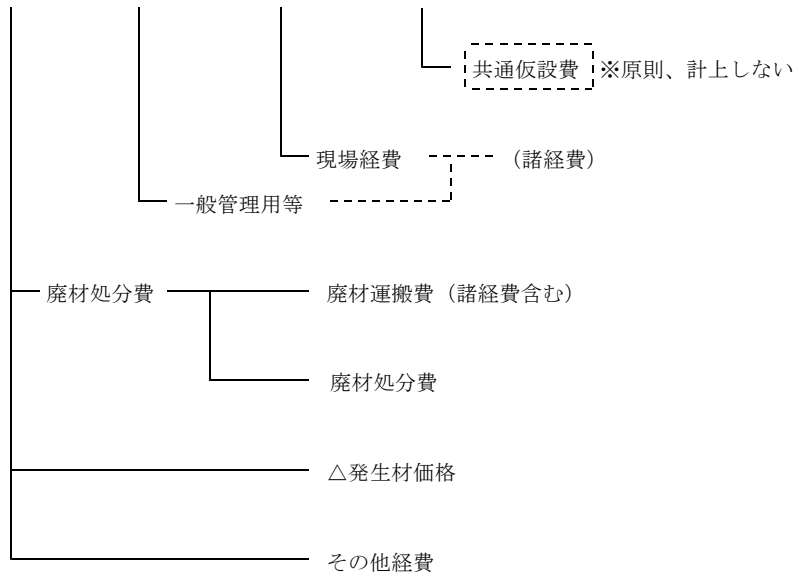 共通仮設費 ※原則、計上しない
現場経費 (諸経費)
一般管理用等
廃材処分費 廃材運搬費(諸経費含む)
廃材処分費
△発生材価格
その他経費